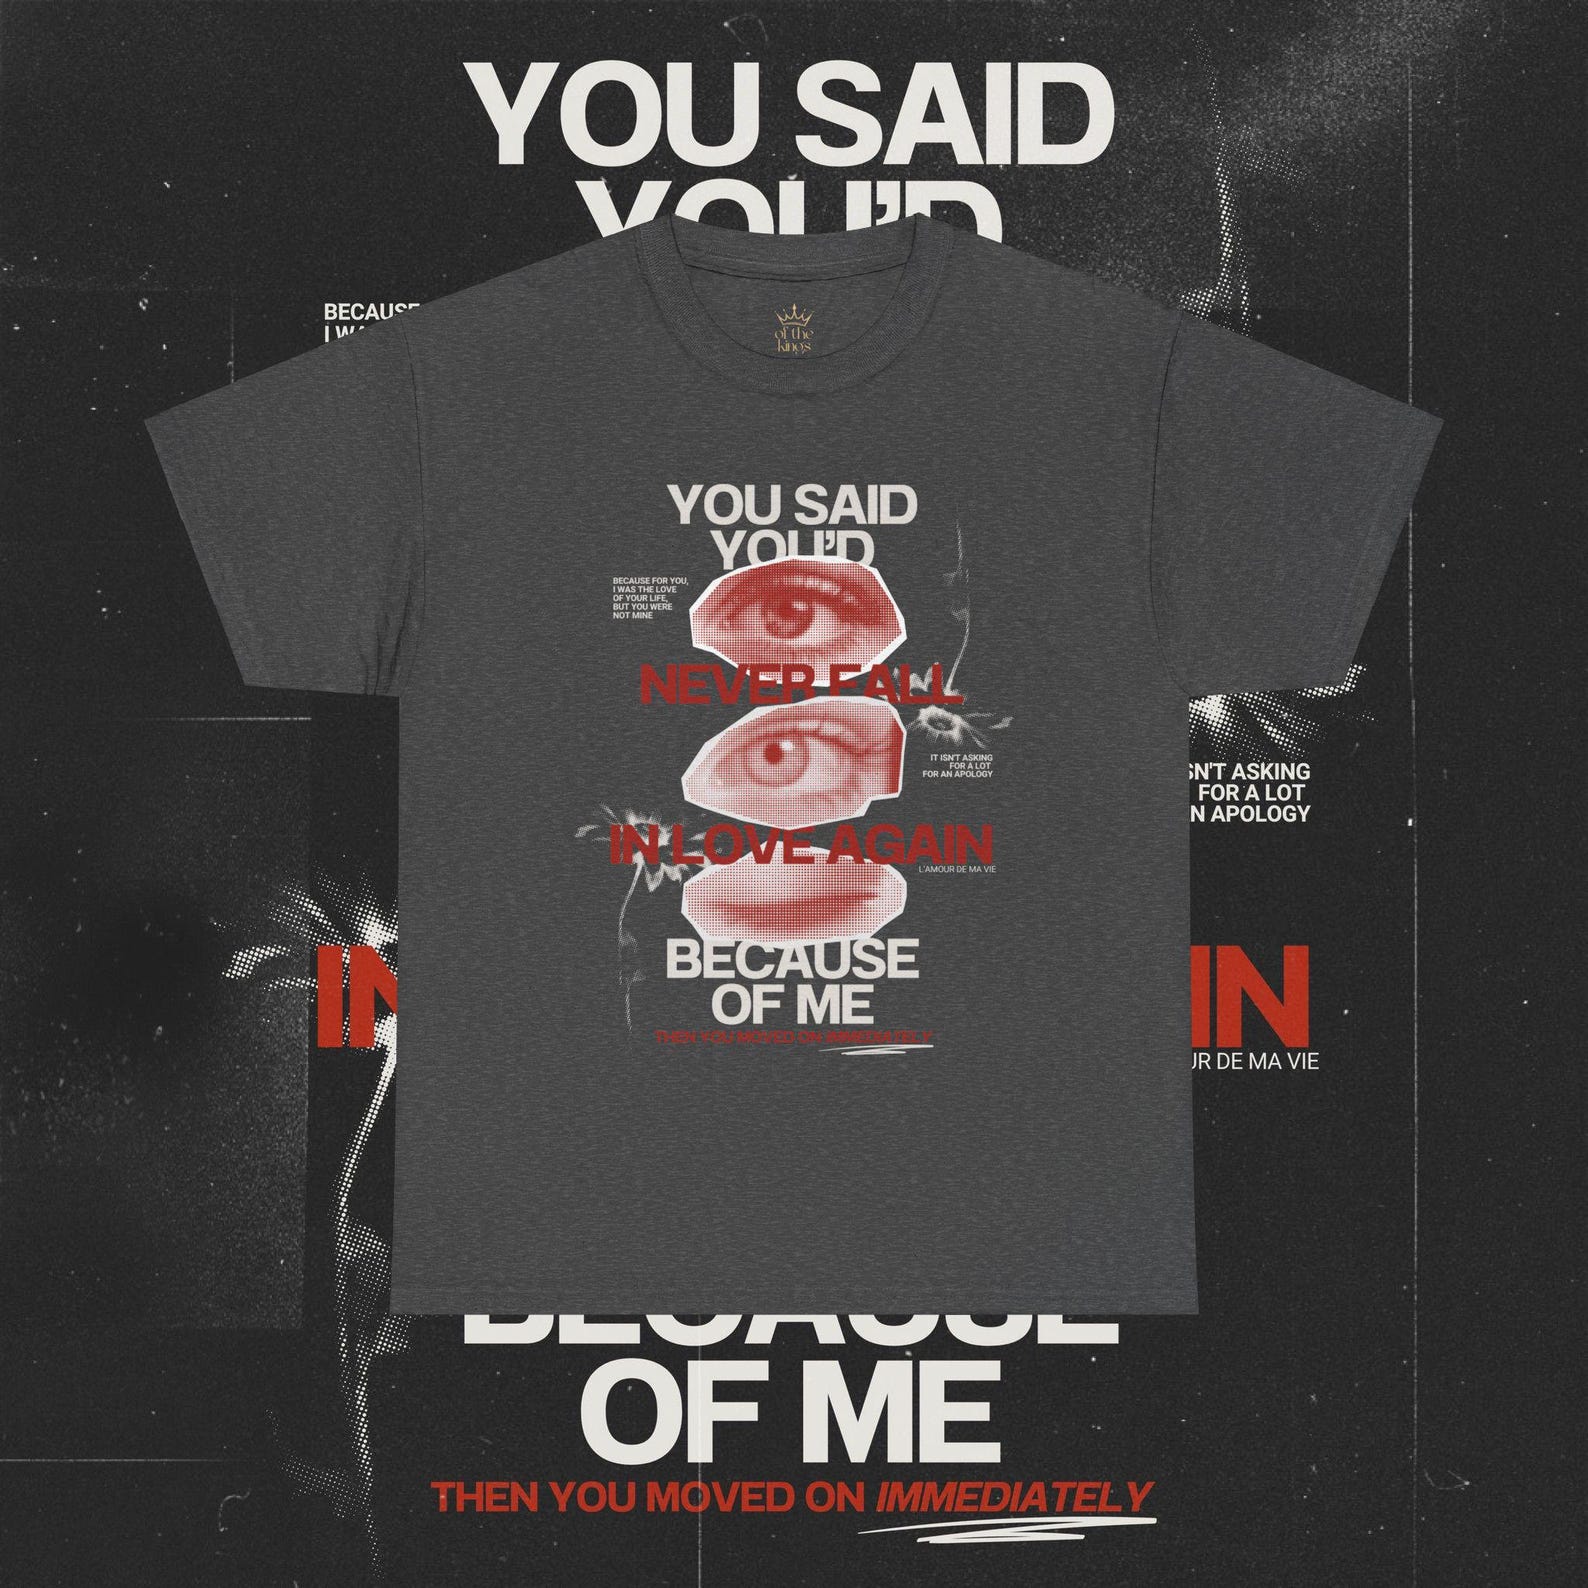 YOU SAID
YOU'D
BECAUSE
of the
king's
YOU SAID
YOU'D
BECAUSE FOR YOU,
I WAS THE LOVE
OF YOUR LIFE,
BUT YOU WERE
NOT MINE
NEVER FALL
IT ISN'T ASKING
FOR A LOT
FOR AN APOLOGY
IN LOVE AGAIN
L'AMOUR DE MA VIE
BECAUSE
OF ME
THEN YOU MOVED ON IMMEDIATELY
SN'T ASKING
FOR A LOT
N APOLOGY
IN
IN
UR DE MA VIE
BECAUSE
OF ME
THEN YOU MOVED ON IMMEDIATELY